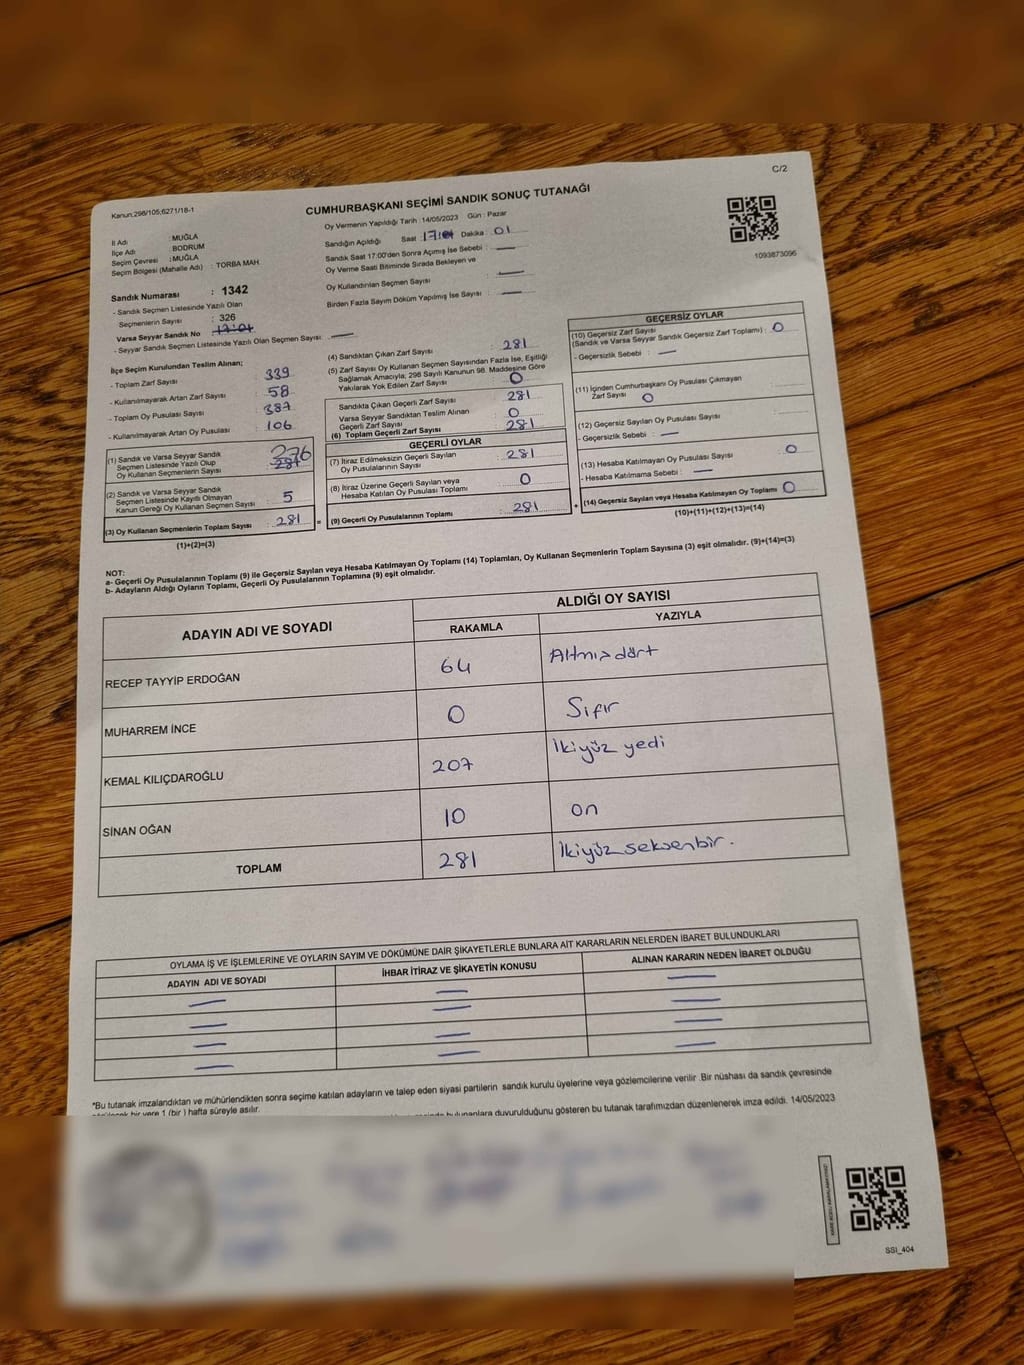 C/2
Kanun:298/105;6271/18-1
CUMHURBAŞKANI SEÇİMİ SANDIK SONUÇ TUTANAĞI
Oy Vermenin Yapıldığı Tarih : 14/05/2023 Gün : Pazar
İl Adı : MUĞLA
İlçe Adı : BODRUM
Seçim Çevresi : MUĞLA
Seçim Bölgesi (Mahalle Adı) : TORBA MAH.
Sandığın Açıldığı Saat 17:01 Dakika 01
Sandık Saat 17:00'den Sonra Açılmış İse Sebebi :
Oy Verme Saati Bitiminde Sırada Bekleyen ve
Oy Kullandırılan Seçmen Sayısı :
Birden Fazla Sayım Döküm Yapılmış İse Sayısı :
1093873096
Sandık Numarası : 1342
- Sandık Seçmen Listesinde Yazılı Olan
Seçmenlerin Sayısı : 326
Varsa Seyyar Sandık No 17:01
- Seyyar Sandık Seçmen Listesinde Yazılı Olan Seçmen Sayısı:
İlçe Seçim Kurulundan Teslim Alınan;
- Toplam Zarf Sayısı : 339
- Kullanılmayarak Artan Zarf Sayısı : 58
- Toplam Oy Pusulası Sayısı : 387
- Kullanılmayarak Artan Oy Pusulası : 106
(1) Sandık ve Varsa Seyyar Sandık
Seçmen Listesinde Yazılı Olup
Oy Kullanan Seçmenlerin Sayısı : 281 276
(2) Sandık ve Varsa Seyyar Sandık
Seçmen Listesinde Kayıtlı Olmayan
Kanun Gereği Oy Kullanan Seçmen Sayısı : 5
(3) Oy Kullanan Seçmenlerin Toplam Sayısı : 281 =
(1)+(2)=(3)
(4) Sandıktan Çıkan Zarf Sayısı : 281
(5) Zarf Sayısı Oy Kullanan Seçmen Sayısından Fazla İse, Eşitliği
Sağlamak Amacıyla, 298 Sayılı Kanunun 98. Maddesine Göre
Yakılarak Yok Edilen Zarf Sayısı : 0
Sandıkta Çıkan Geçerli Zarf Sayısı : 281
Varsa Seyyar Sandıktan Teslim Alınan
Geçerli Zarf Sayısı : 0
(6) Toplam Geçerli Zarf Sayısı : 281
GEÇERLİ OYLAR
(7) İtiraz Edilmeksizin Geçerli Sayılan
Oy Pusulalarının Sayısı : 281
(8) İtiraz Üzerine Geçerli Sayılan veya
Hesaba Katılan Oy Pusulası Toplamı : 0
(9) Geçerli Oy Pusulalarının Toplamı : 281 +
GEÇERSİZ OYLAR
(10) Geçersiz Zarf Sayısı
(Sandık ve Varsa Seyyar Sandık Geçersiz Zarf Toplamı) : 0
- Geçersizlik Sebebi :
(11) İçinden Cumhurbaşkanı Oy Pusulası Çıkmayan
Zarf Sayısı : 0
(12) Geçersiz Sayılan Oy Pusulası Sayısı :
- Geçersizlik Sebebi :
(13) Hesaba Katılmayan Oy Pusulası Sayısı : 0
- Hesaba Katılmama Sebebi :
(14) Geçersiz Sayılan veya Hesaba Katılmayan Oy Toplamı : 0
(10)+(11)+(12)+(13)=(14)
NOT:
a- Geçerli Oy Pusulalarının Toplamı (9) ile Geçersiz Sayılan veya Hesaba Katılmayan Oy Toplamı (14) Toplamları, Oy Kullanan Seçmenlerin Toplam Sayısına (3) eşit olmalıdır. (9)+(14)=(3)
b- Adayların Aldığı Oyların Toplamı, Geçerli Oy Pusulalarının Toplamına (9) eşit olmalıdır.
ADAYIN ADI VE SOYADI
ALDIĞI OY SAYISI
RAKAMLA YAZIYLA
RECEP TAYYİP ERDOĞAN 64 Altmışdört
MUHARREM İNCE 0 Sıfır
KEMAL KILIÇDAROĞLU 207 İkiyüz yedi
SİNAN OĞAN 10 on
TOPLAM 281 İkiyüz seksenbir.
OYLAMA İŞ VE İŞLEMLERİNE VE OYLARIN SAYIM VE DÖKÜMÜNE DAİR ŞİKAYETLERLE BUNLARA AİT KARARLARIN NELERDEN İBARET BULUNDUKLARI
ADAYIN ADI VE SOYADI İHBAR İTİRAZ VE ŞİKAYETİN KONUSU ALINAN KARARIN NEDEN İBARET OLDUĞU
*Bu tutanak imzalandıktan ve mühürlendikten sonra seçime katılan adayların ve talep eden siyasi partilerin sandık kurulu üyelerine veya gözlemcilerine verilir. Bir nüshası da sandık çevresinde
bir yere 1 (bir) hafta süreyle asılır.
bulunanlara duyurulduğunu gösteren bu tutanak tarafımızdan düzenlenerek imza edildi. 14/05/2023
SSI_404